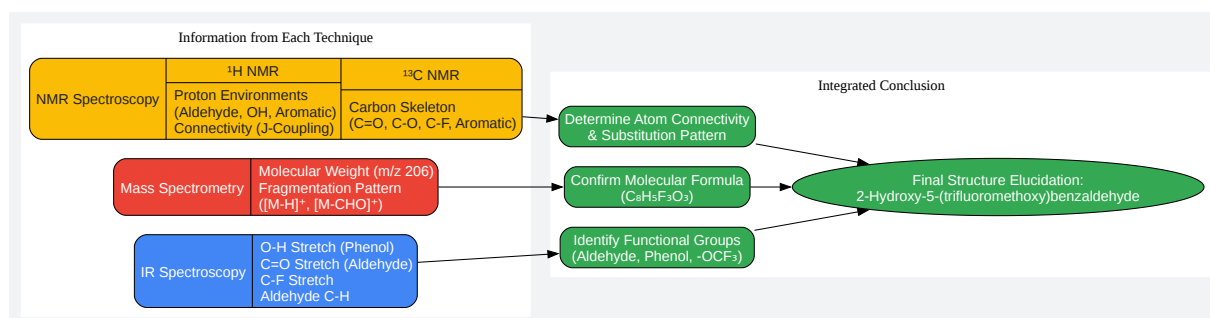 Information from Each Technique
NMR Spectroscopy
¹H NMR
Proton Environments
(Aldehyde, OH, Aromatic)
Connectivity (J-Coupling)
¹³C NMR
Carbon Skeleton
(C=O, C-O, C-F, Aromatic)
Mass Spectrometry
Molecular Weight (m/z 206)
Fragmentation Pattern
([M-H]⁺, [M-CHO]⁺)
IR Spectroscopy
O-H Stretch (Phenol)
C=O Stretch (Aldehyde)
C-F Stretch
Aldehyde C-H
Integrated Conclusion
Determine Atom Connectivity
& Substitution Pattern
Confirm Molecular Formula
(C₈H₅F₃O₃)
Identify Functional Groups
(Aldehyde, Phenol, -OCF₃)
Final Structure Elucidation:
2-Hydroxy-5-(trifluoromethoxy)benzaldehyde